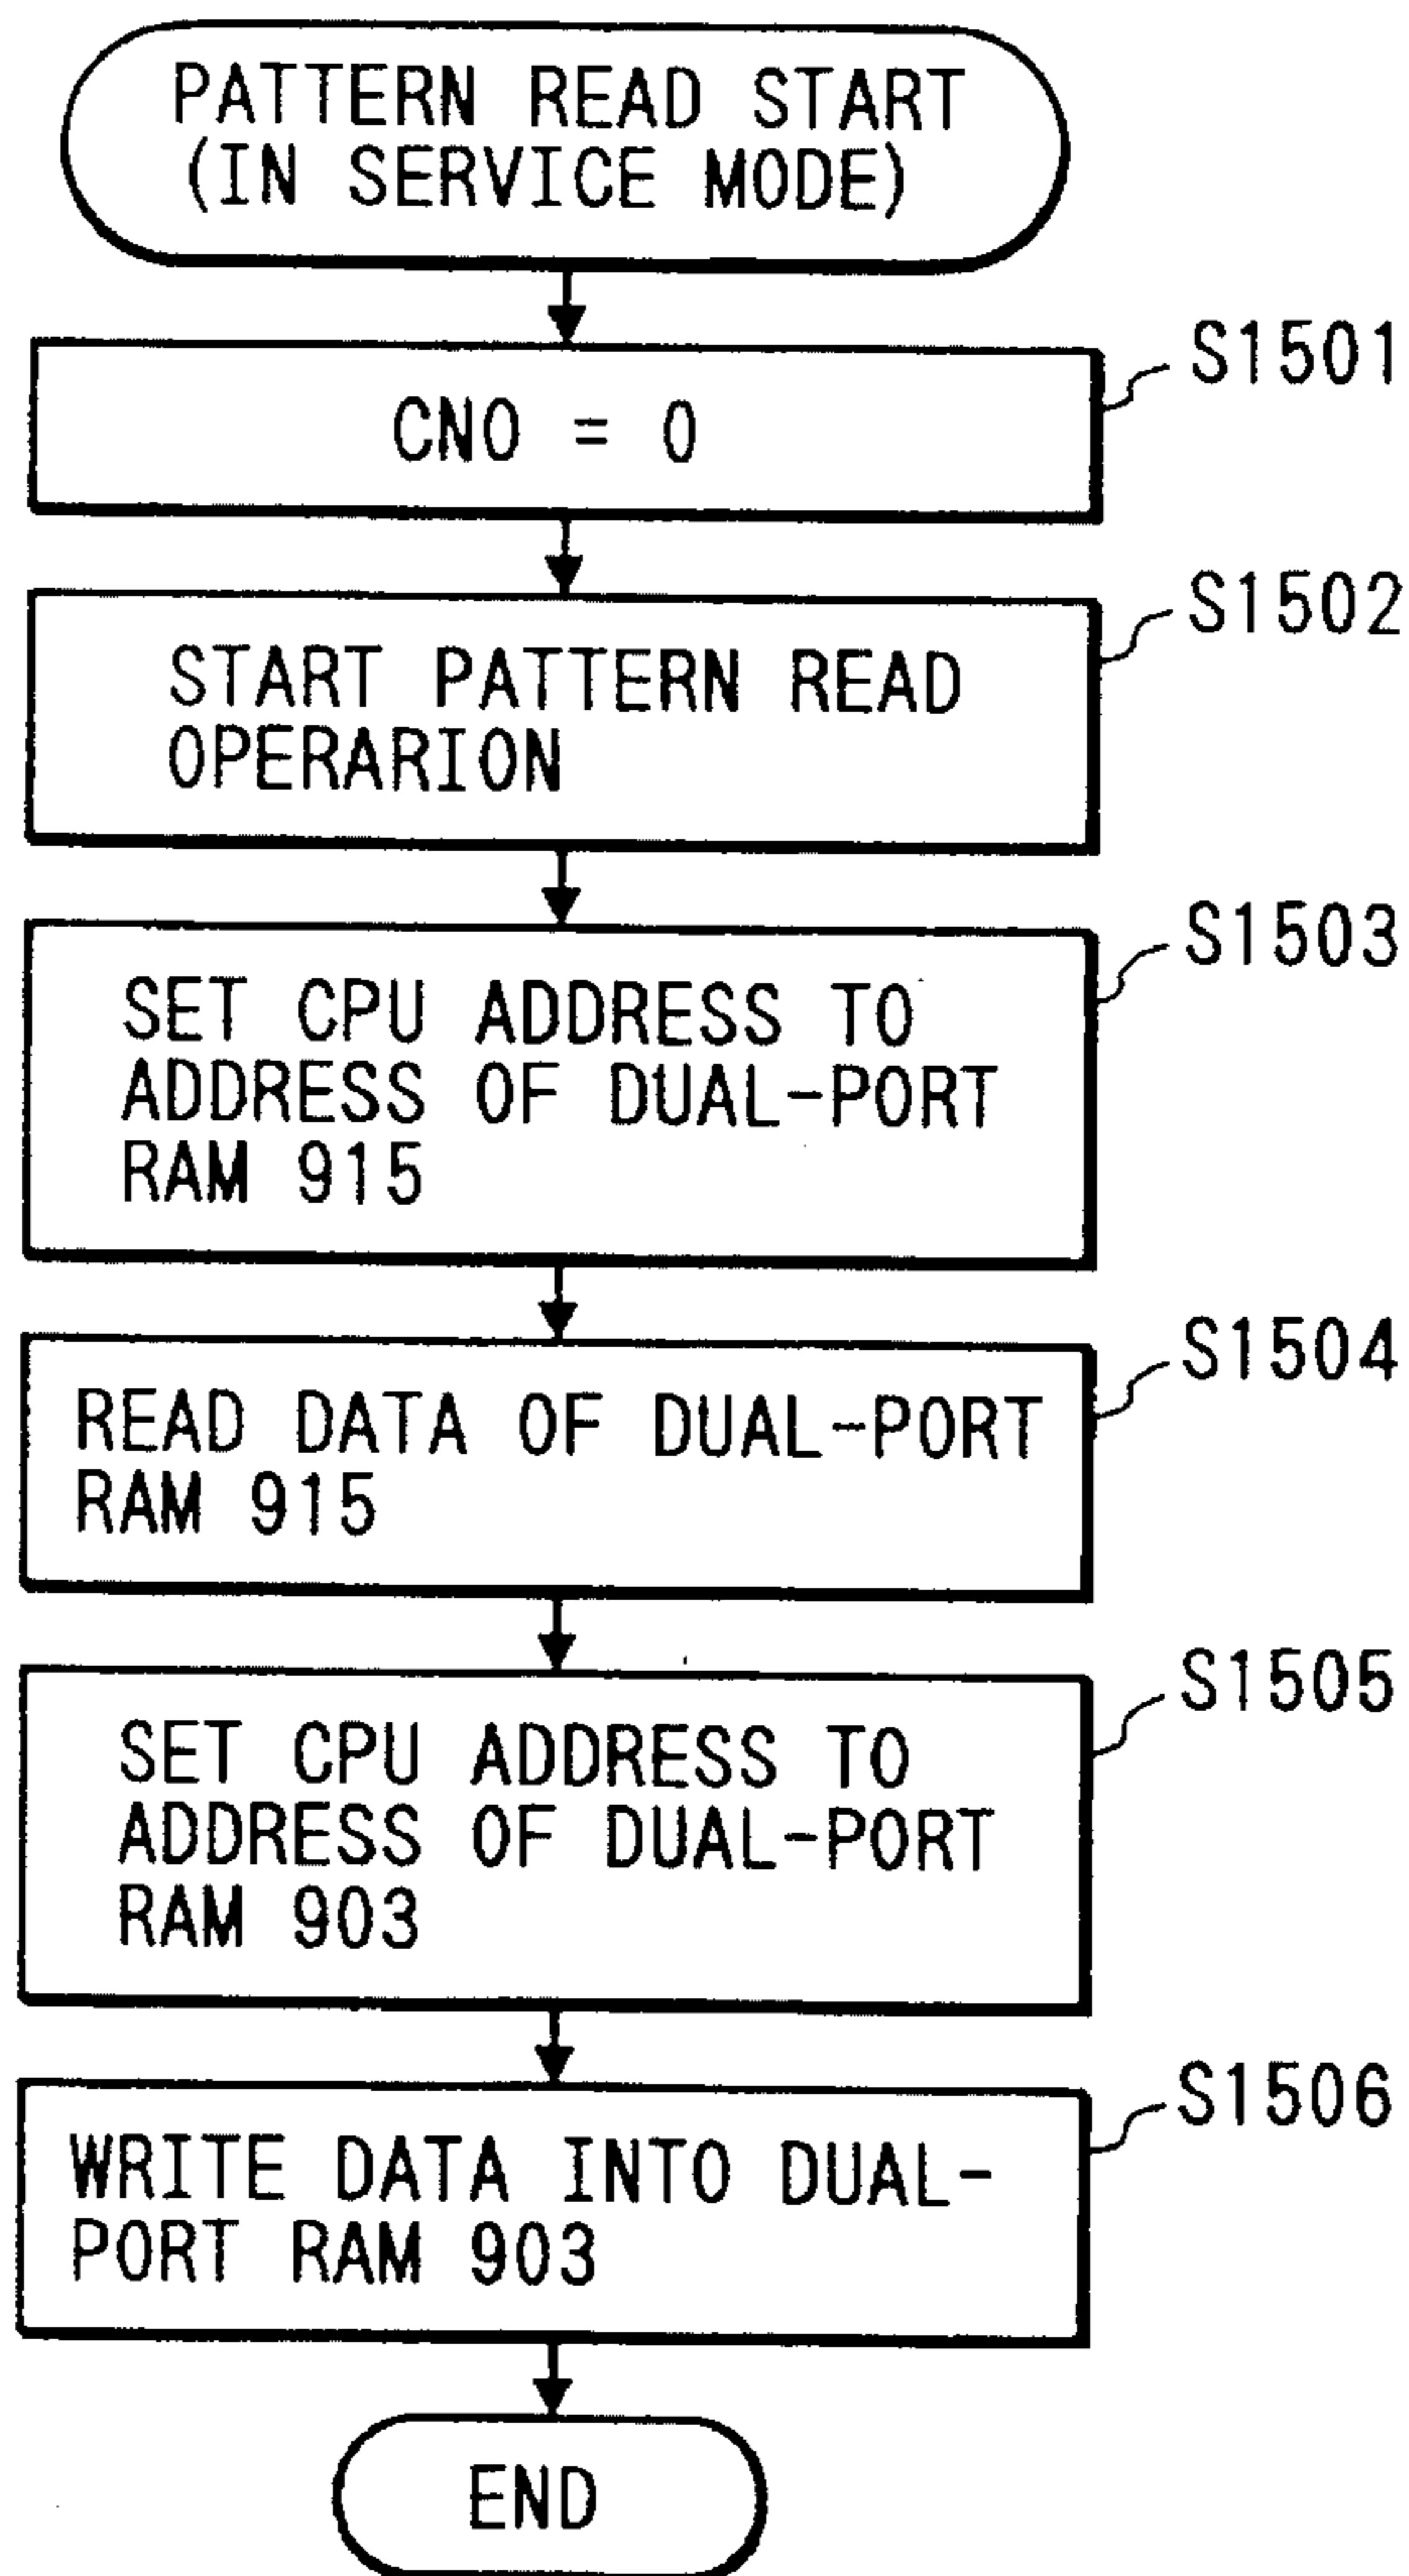 PATTERN READ START
(IN SERVICE MODE)
S1501
CNO = 0
S1502
START PATTERN READ
OPERARION
S1503
SET CPU ADDRESS TO
ADDRESS OF DUAL-PORT
RAM 915
S1504
READ DATA OF DUAL-PORT
RAM 915
S1505
SET CPU ADDRESS TO
ADDRESS OF DUAL-PORT
RAM 903
S1506
WRITE DATA INTO DUAL-
PORT RAM 903
END